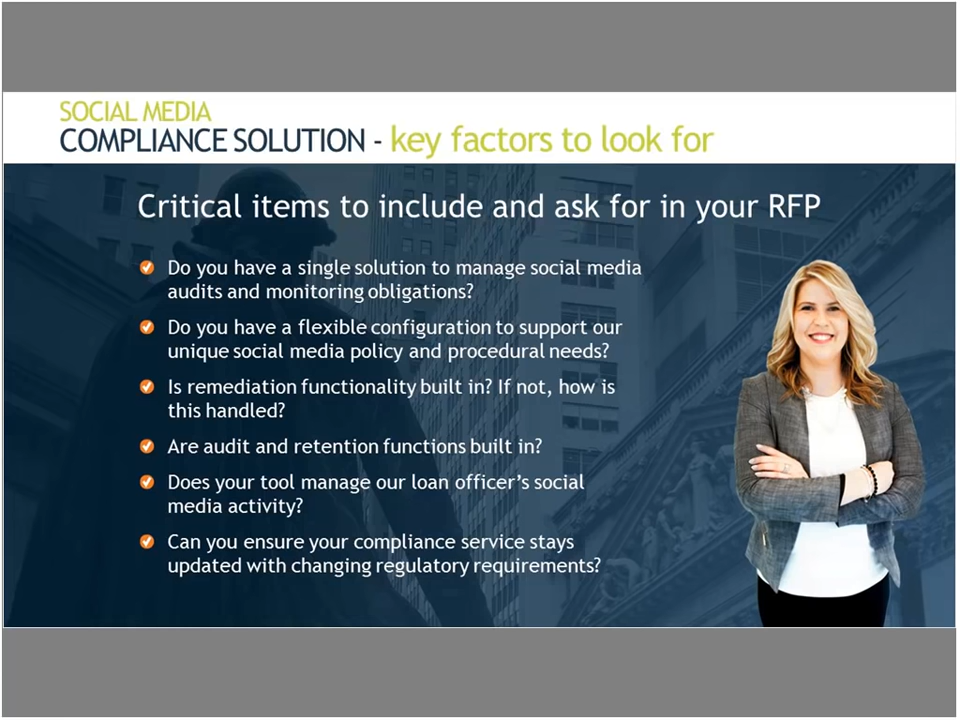 SOCIAL MEDIA
COMPLIANCE SOLUTION - key factors to look for
Critical items to include and ask for in your RFP
Do you have a single solution to manage social media
audits and monitoring obligations?
Do you have a flexible configuration to support our
unique social media policy and procedural needs?
Is remediation functionality built in? If not, how is
this handled?
Are audit and retention functions built in?
Does your tool manage our loan officer’s social
media activity?
Can you ensure your compliance service stays
updated with changing regulatory requirements?